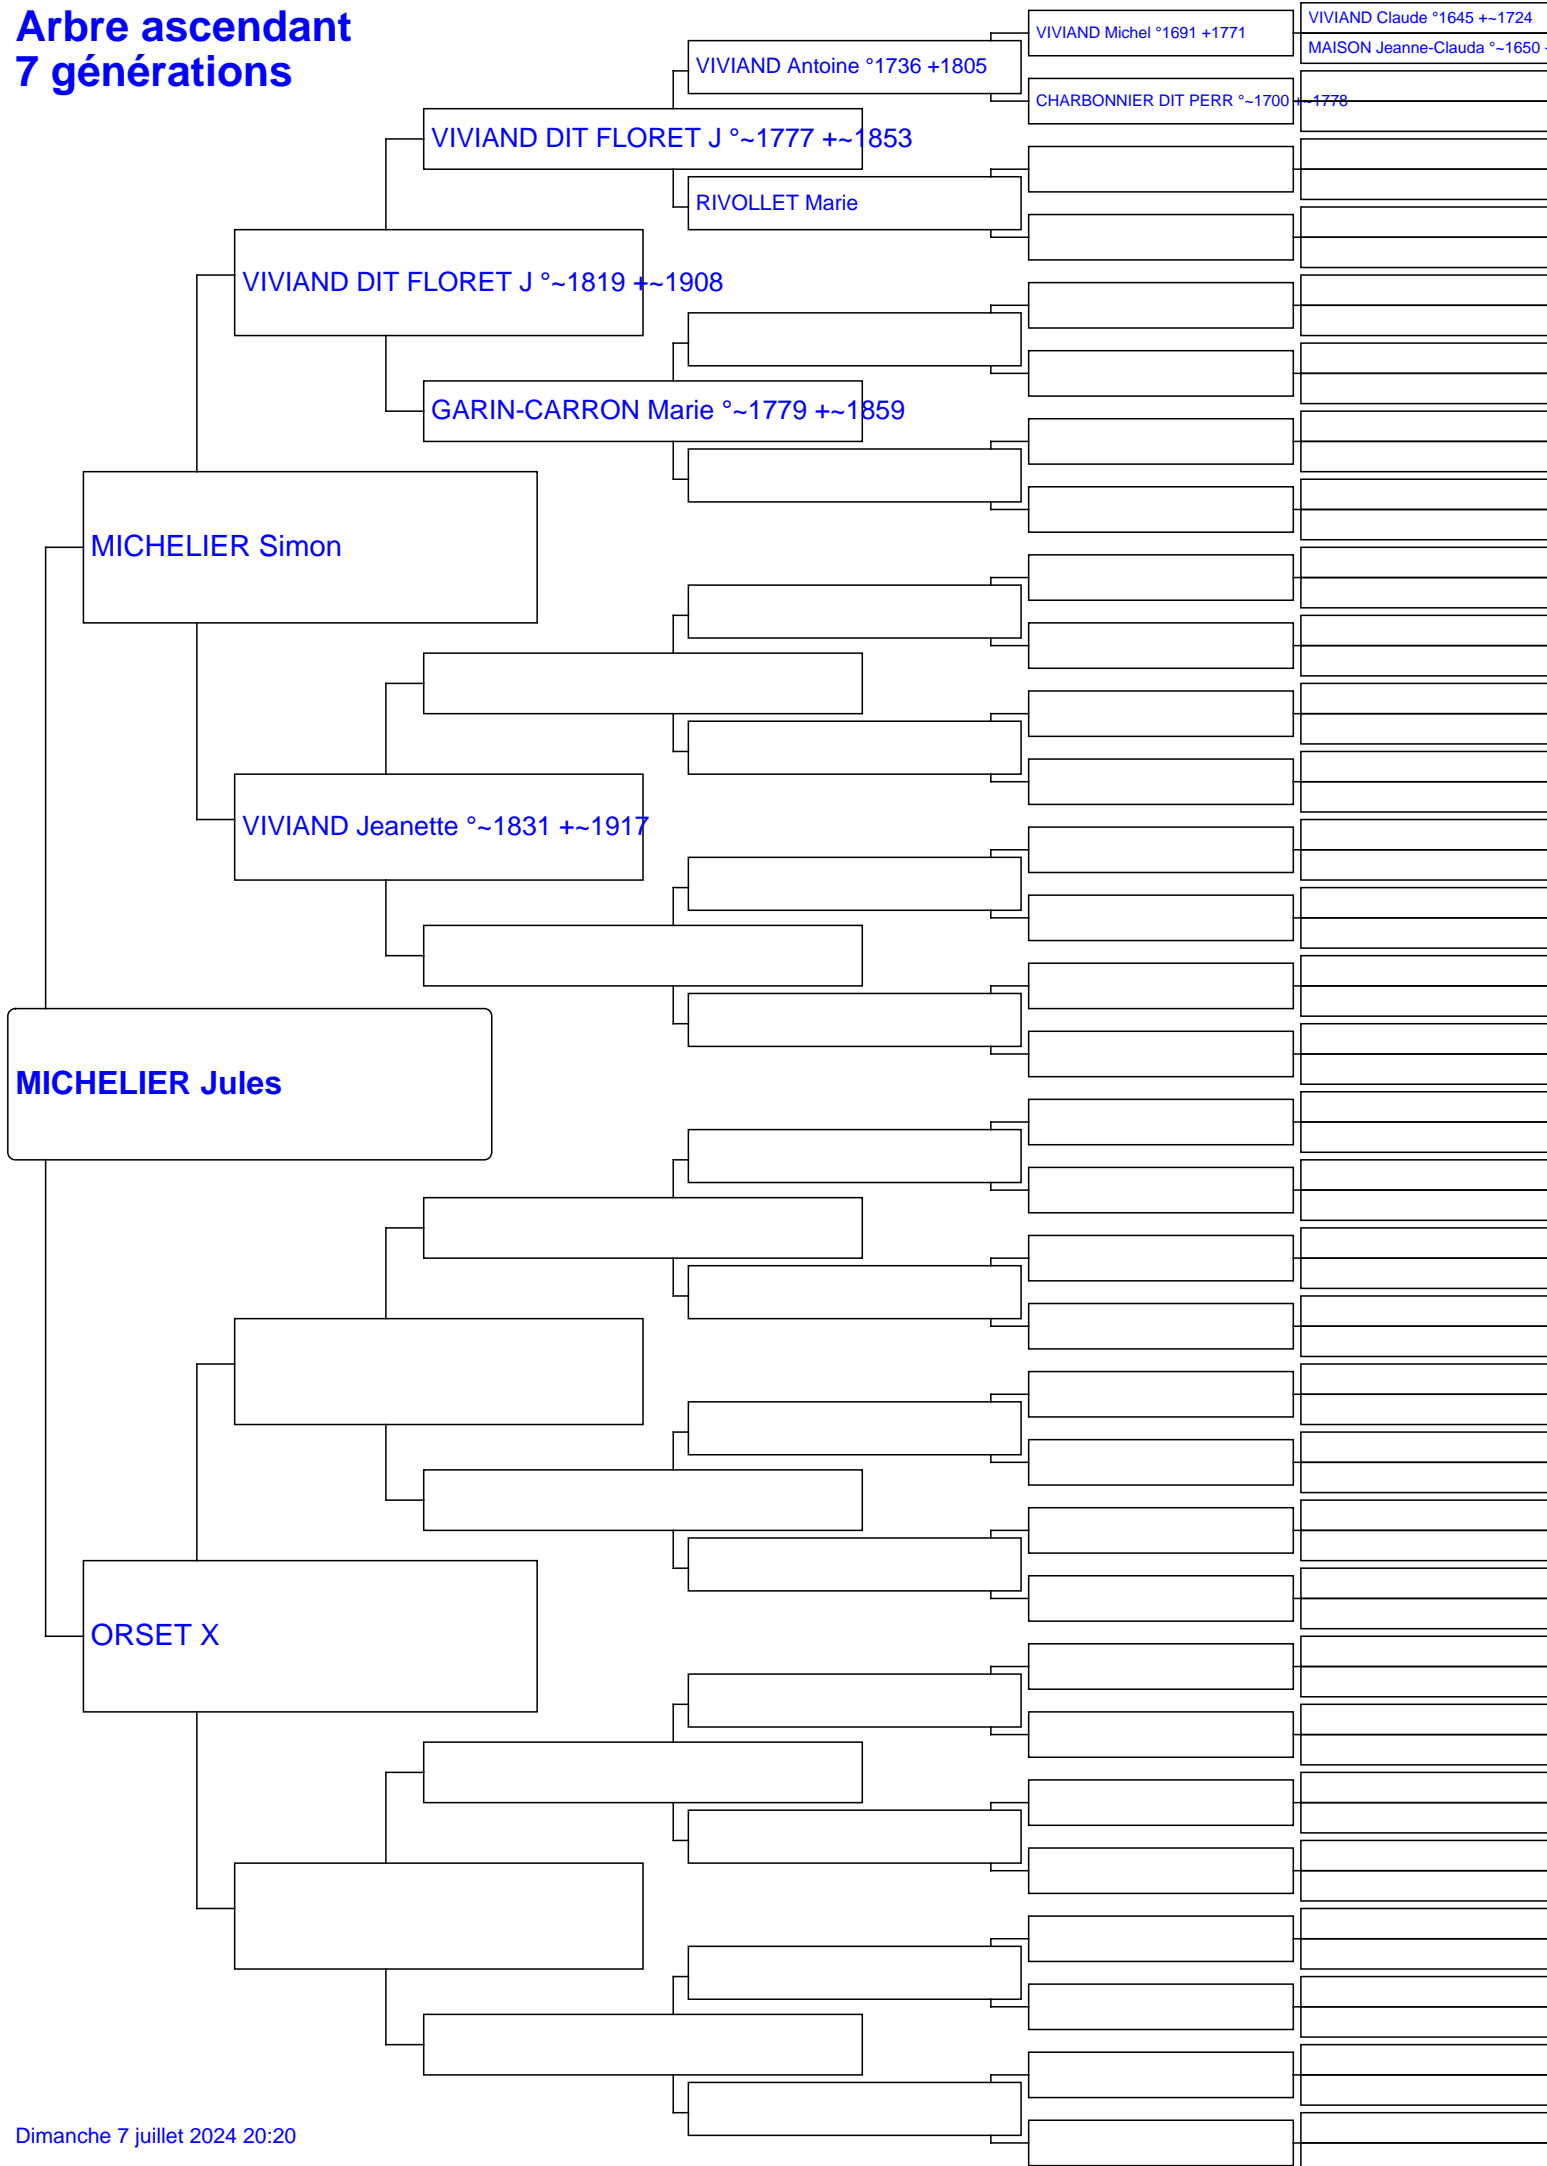 Arbre ascendant
7 générations
VIVIAND Claude °1645 +~1724
VIVIAND Michel °1691 +1771
MAISON Jeanne-Clauda °~1650
VIVIAND Antoine °1736 +1805
CHARBONNIER DIT PERR °~1700 +~1778
VIVIAND DIT FLORET J °~1777 +~1853
RIVOLLET Marie
VIVIAND DIT FLORET J °~1819 +~1908
GARIN-CARRON Marie °~1779 +~1859
MICHELIER Simon
VIVIAND Jeanette °~1831 +~1917
MICHELIER Jules
ORSET X
Dimanche 7 juillet 2024 20:20